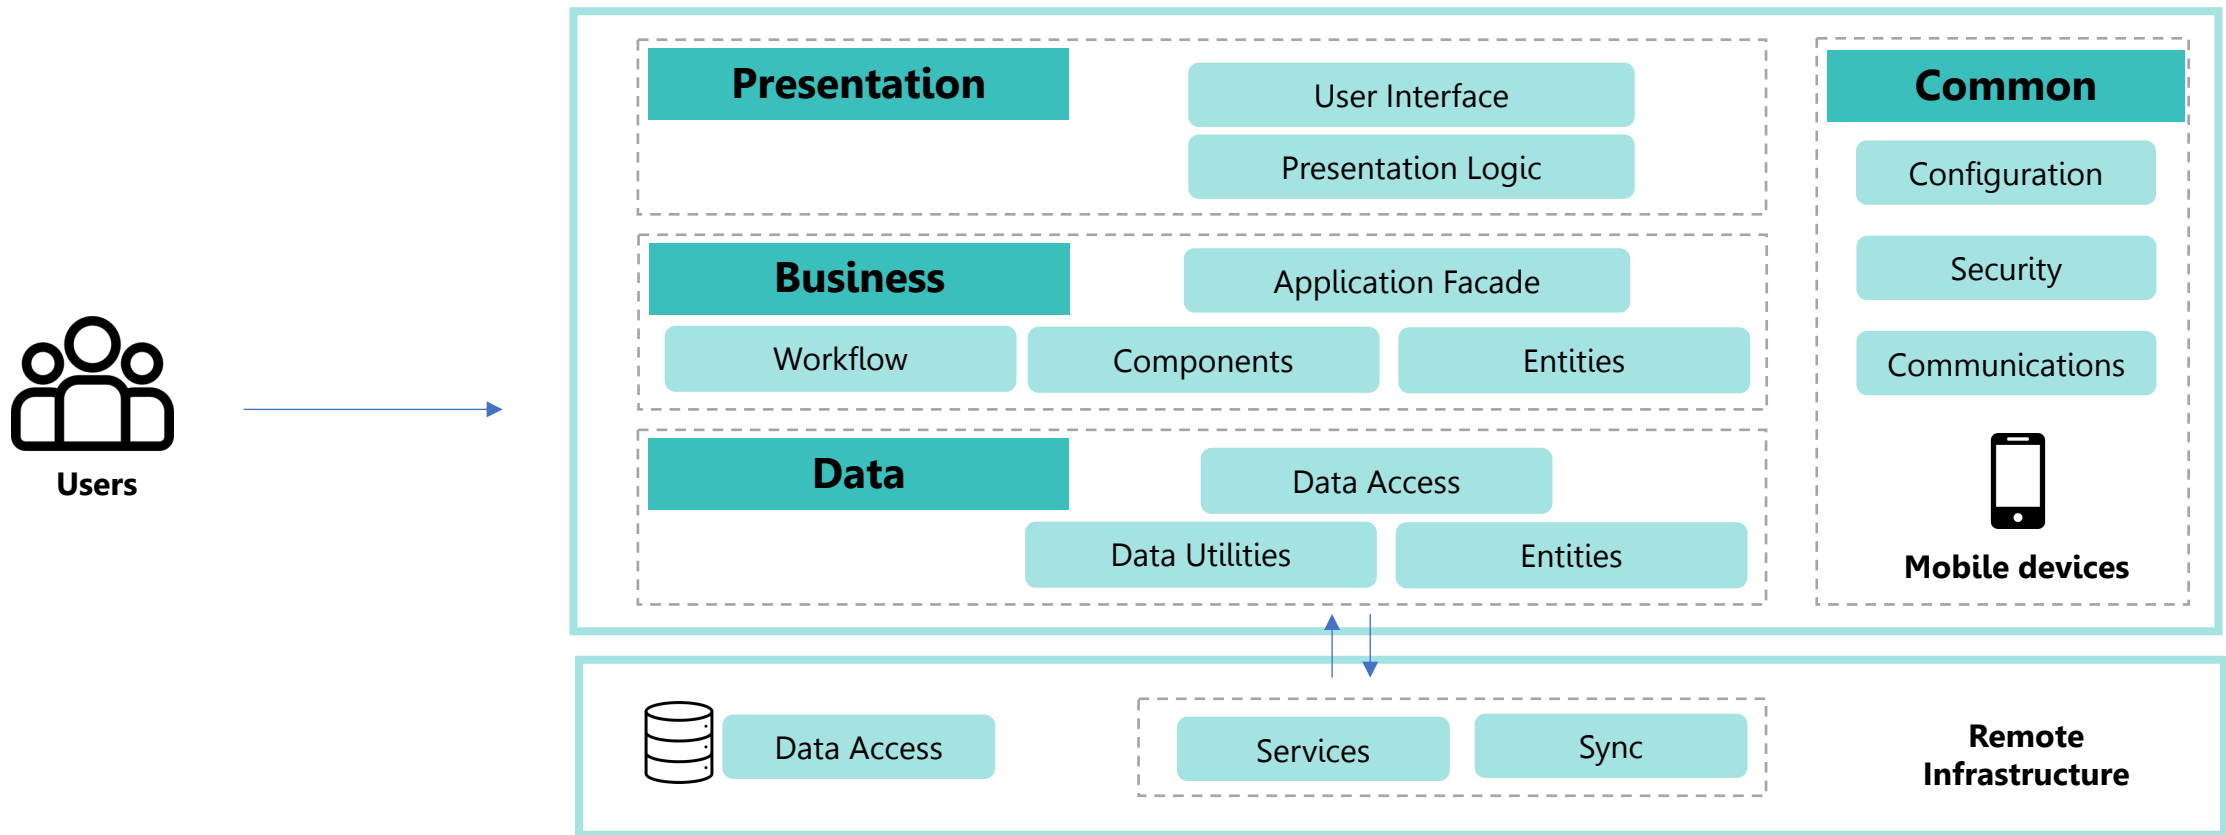 Presentation
User Interface
Presentation Logic
Common
Configuration
Security
Communications
Mobile devices
Business
Application Facade
Workflow
Components
Entities
Users
Data
Data Access
Data Utilities
Entities
Data Access
Services
Sync
Remote
Infrastructure